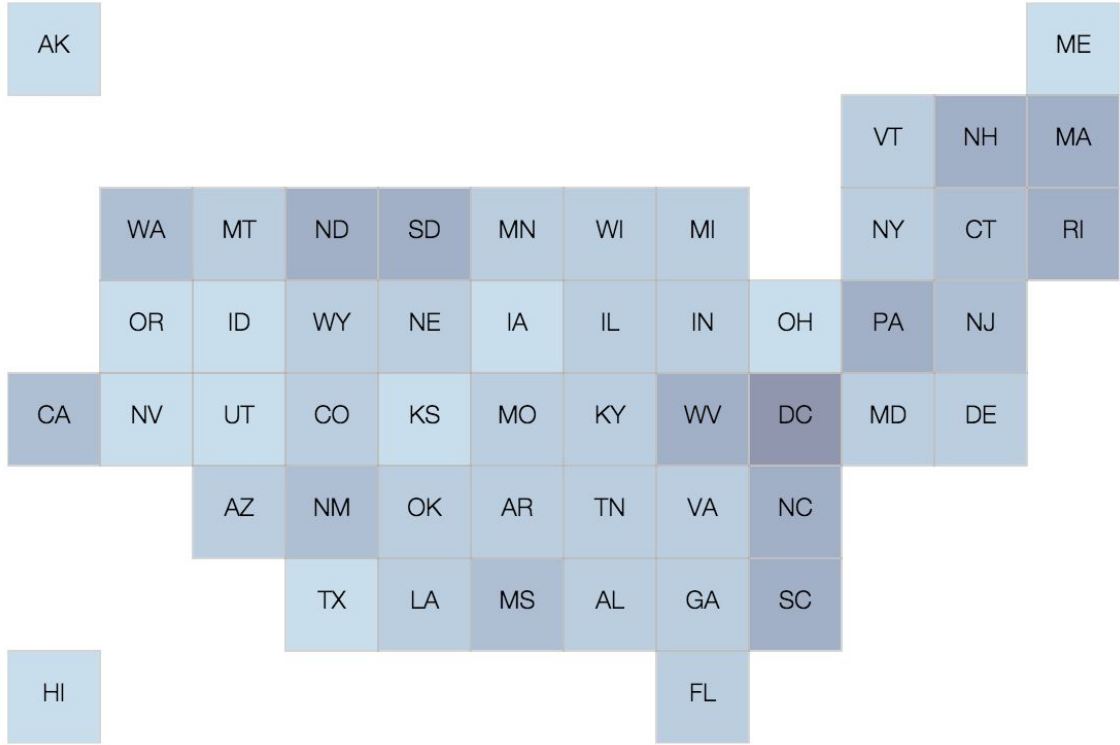 AK ME
VT NH MA
WA MT ND SD MN WI MI NY CT RI
OR ID WY NE IA IL IN OH PA NJ
CA NV UT CO KS MO KY WV DC MD DE
AZ NM OK AR TN VA NC
TX LA MS AL GA SC
HI FL